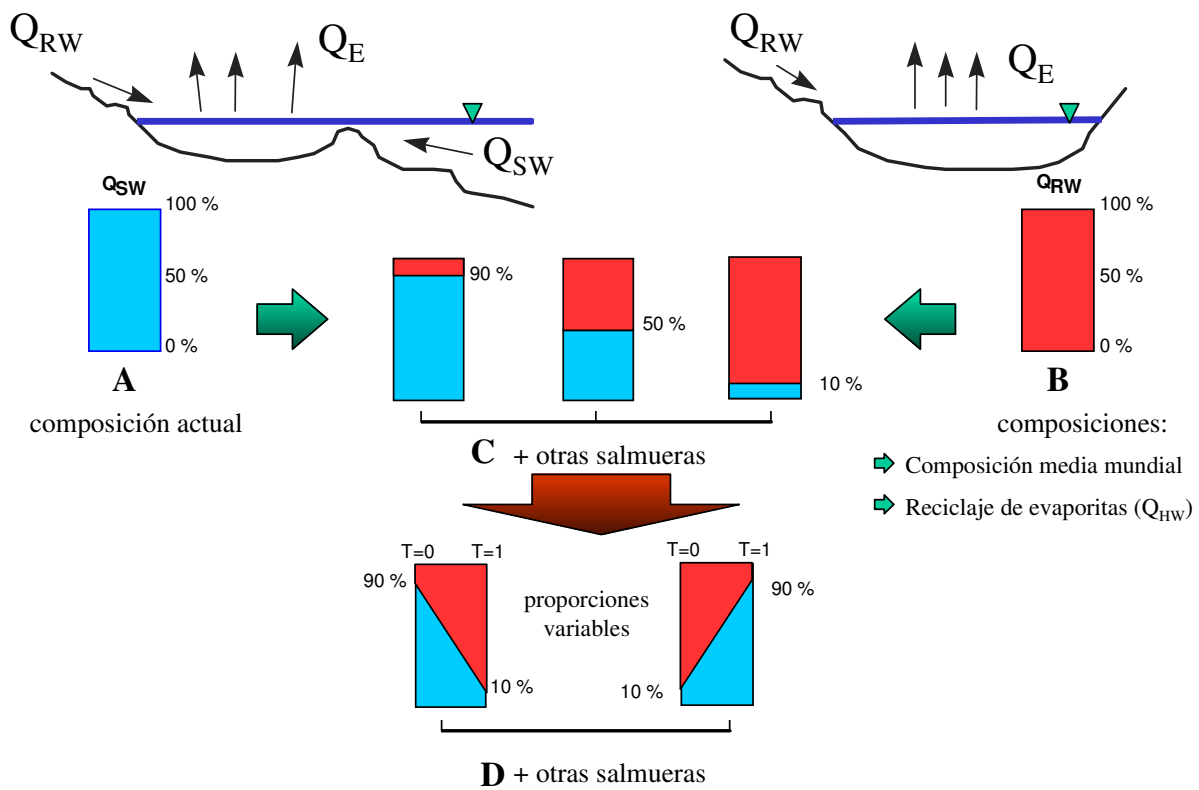 Q_RW
Q_E
Q_SW
Q_RW
Q_E
Q_SW
100 %
50 %
0 %
A
composición actual
90 %
50 %
10 %
C + otras salmueras
Q_RW
100 %
50 %
0 %
B
composiciones:
Composición media mundial
Reciclaje de evaporitas (Q_HW)
T=0 T=1
90 %
10 %
proporciones
variables
T=0 T=1
90 %
10 %
D + otras salmueras